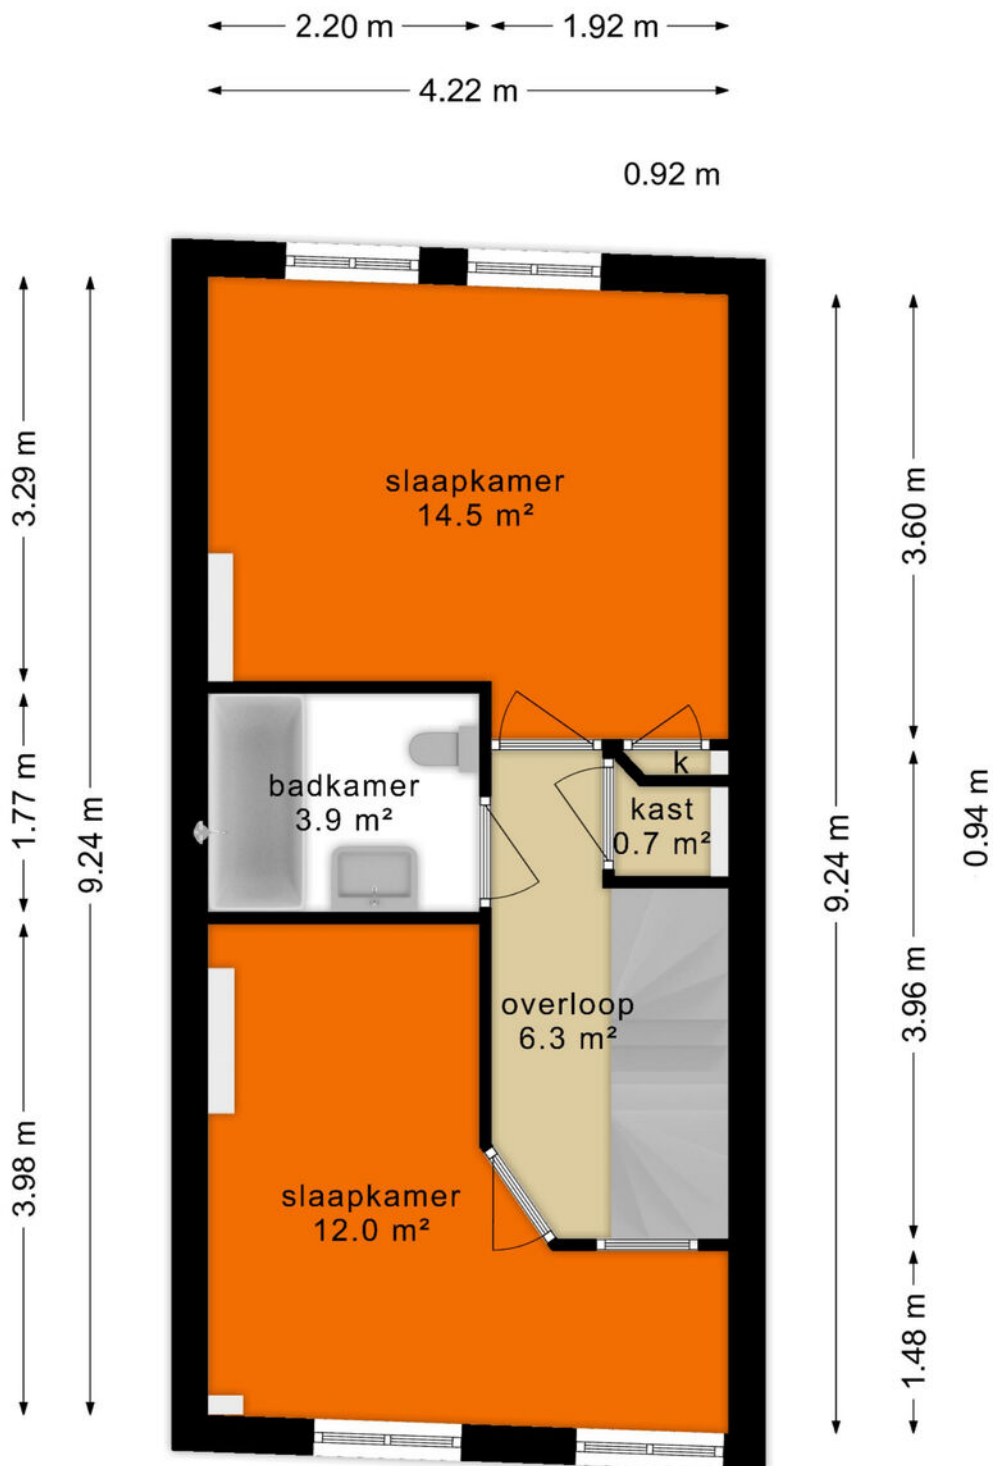 2.20 m
1.92 m
4.22 m
0.92 m
slaapkamer
14.5 m²
3.29 m
3.60 m
badkamer
3.9 m²
k
kast
0.7 m²
1.77 m
9.24 m
9.24 m
0.94 m
overloop
6.3 m²
3.96 m
slaapkamer
12.0 m²
3.98 m
1.48 m